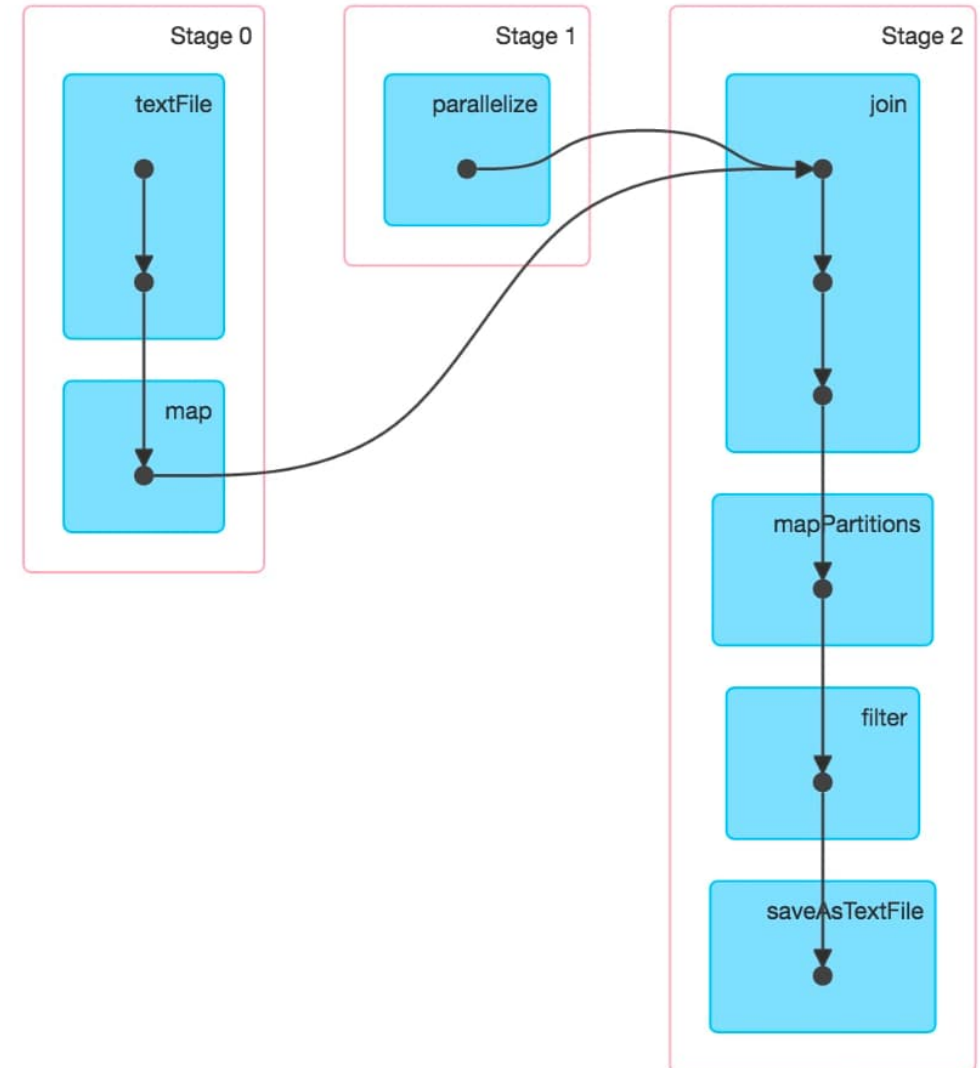 Stage 0
textFile
map
Stage 1
parallelize
Stage 2
join
mapPartitions
filter
saveAsTextFile